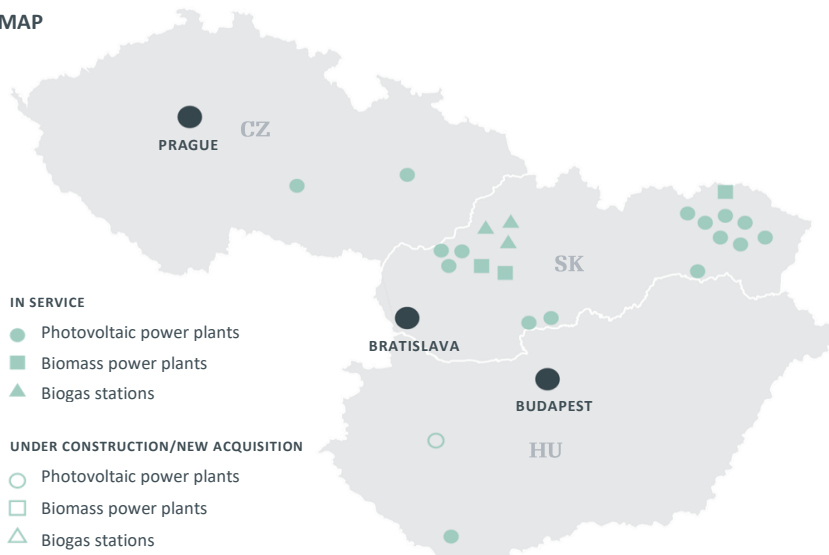 MAP
CZ
PRAGUE
SK
BRATISLAVA
BUDAPEST
HU
IN SERVICE
Photovoltaic power plants
Biomass power plants
Biogas stations
UNDER CONSTRUCTION/NEW ACQUISITION
Photovoltaic power plants
Biomass power plants
Biogas stations